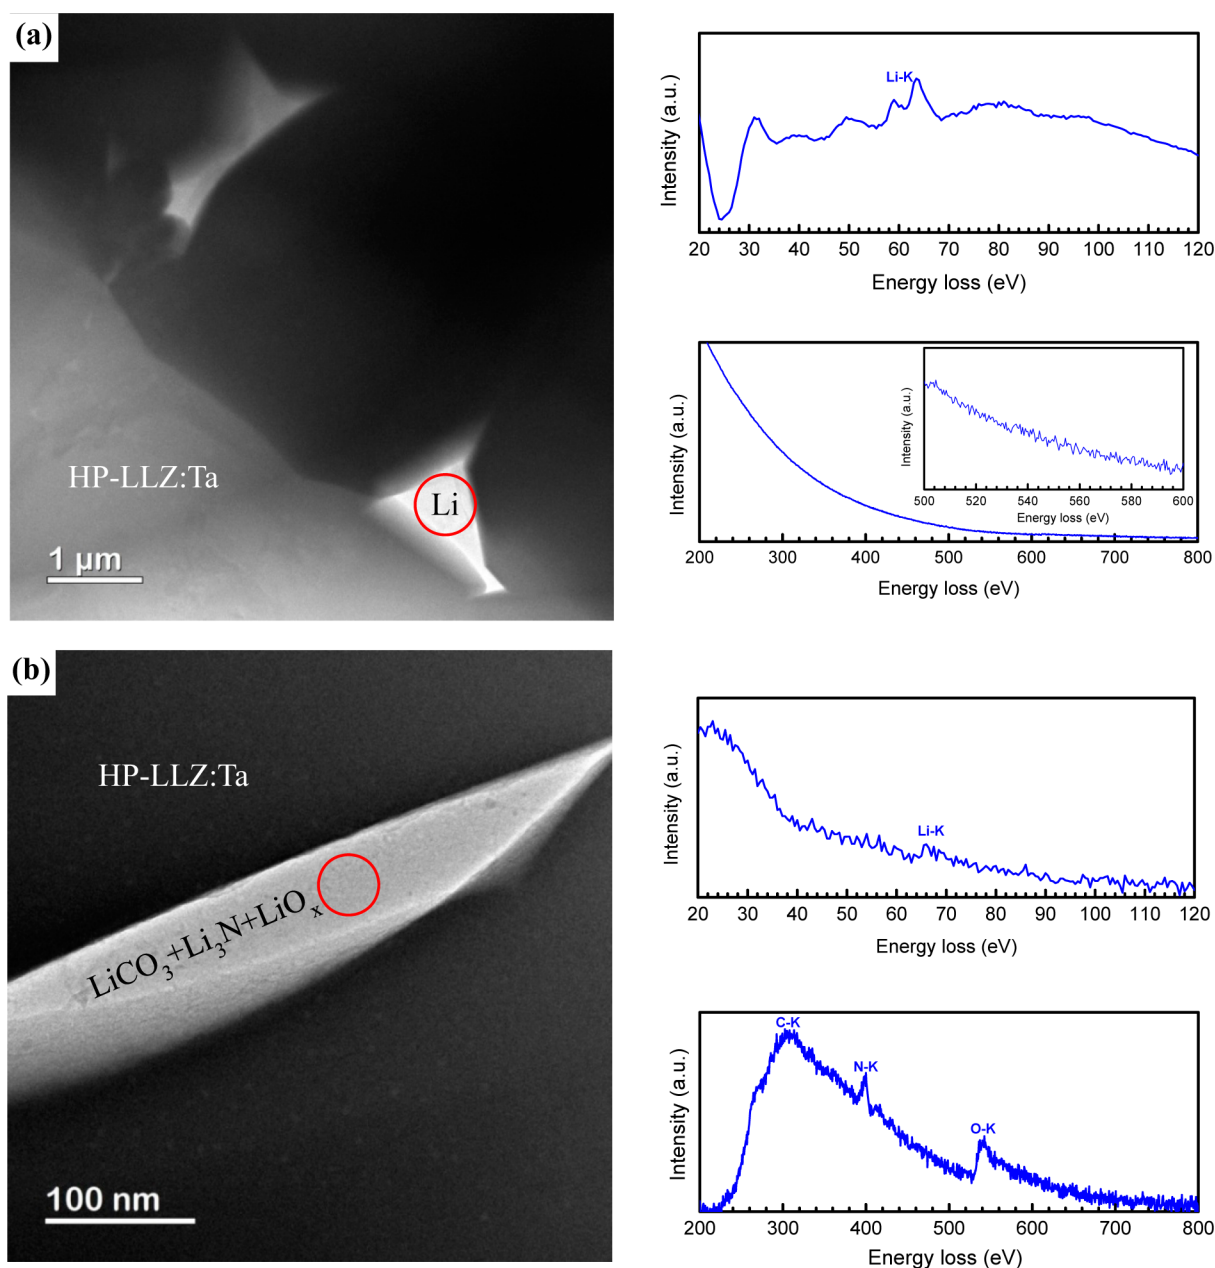 (a)
HP-LLZ:Ta
Li
1 μm
Li-K
Intensity (a.u.)
20 30 40 50 60 70 80 90 100 110 120
Energy loss (eV)
Intensity (a.u.)
200 300 400 500 600 700 800
Energy loss (eV)
Intensity (a.u.)
500 520 540 560 580 600
Energy loss (eV)
(b)
HP-LLZ:Ta
LiCO₃+Li₃N+LiOₓ
100 nm
Li-K
Intensity (a.u.)
20 30 40 50 60 70 80 90 100 110 120
Energy loss (eV)
C-K
N-K
O-K
Intensity (a.u.)
200 300 400 500 600 700 800
Energy loss (eV)